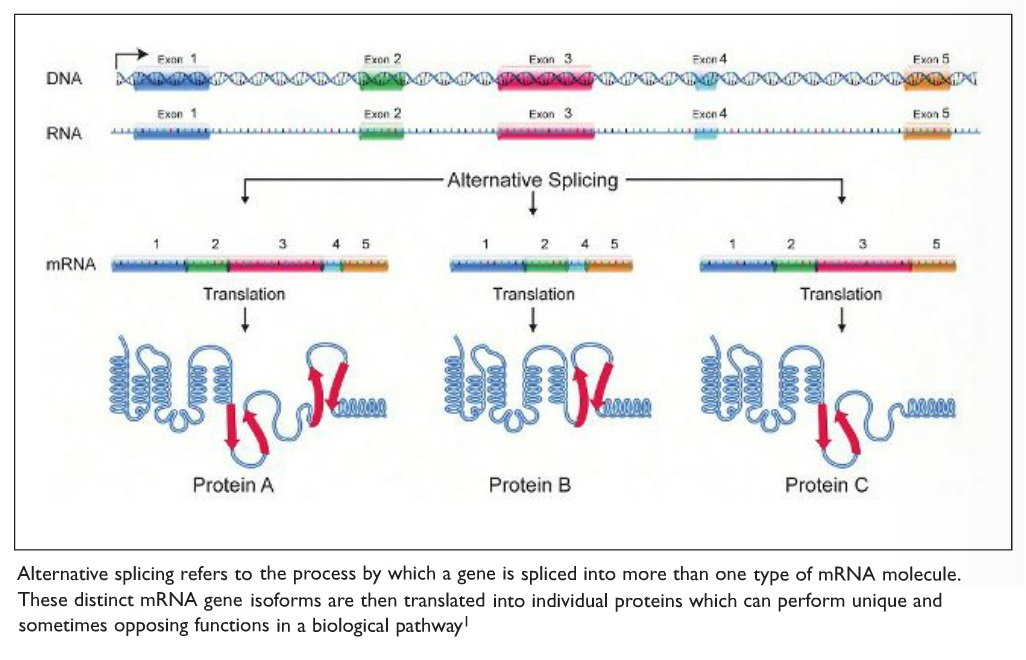 Exon 1 Exon 2 Exon 3 Exon 4 Exon 5
DNA
Exon 1 Exon 2 Exon 3 Exon 4 Exon 5
RNA
Alternative Splicing
1 2 3 4 5 1 2 4 5 1 2 3 5
mRNA
Translation Translation Translation
Protein A Protein B Protein C
Alternative splicing refers to the process by which a gene is spliced into more than one type of mRNA molecule.
These distinct mRNA gene isoforms are then translated into individual proteins which can perform unique and
sometimes opposing functions in a biological pathway¹